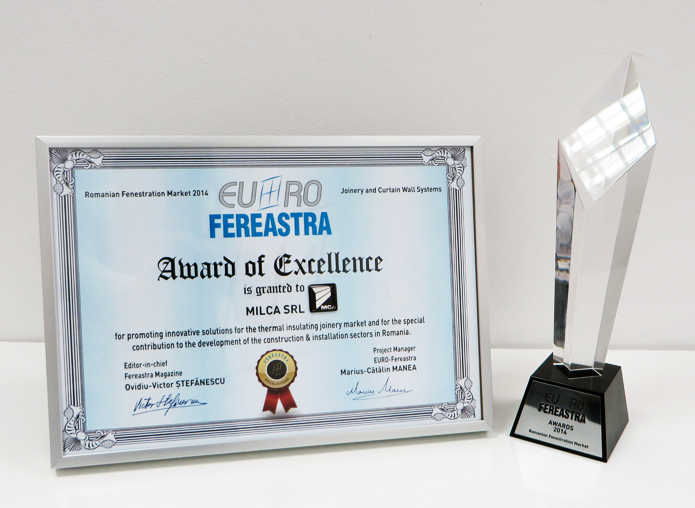 Romanian Fenestration Market 2014
EURO
Joinery and Curtain Wall Systems
FEREASTRA
Award of Excellence
is granted to
MILCA SRL
for promoting innovative solutions for the thermal insulating joinery market and for the special
contribution to the development of the construction & installation sectors in Romania.
Editor-in-chief
Fereastra Magazine
Ovidiu-Victor ȘTEFĂNESCU
Project Manager
EURO-Fereastra
Marius-Cătălin MANEA
EURO
FEREASTRA
AWARDS
2014
Romanian Fenestration Market